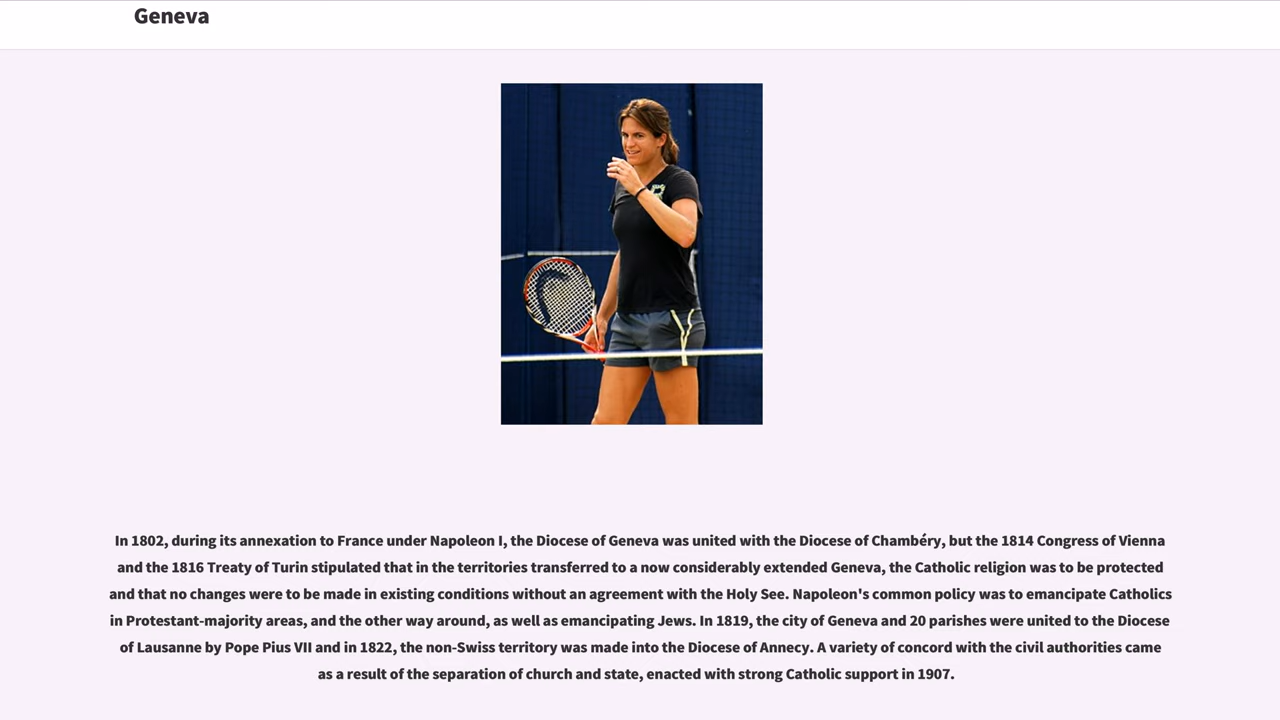 Geneva
In 1802, during its annexation to France under Napoleon I, the Diocese of Geneva was united with the Diocese of Chambéry, but the 1814 Congress of Vienna
and the 1816 Treaty of Turin stipulated that in the territories transferred to a now considerably extended Geneva, the Catholic religion was to be protected
and that no changes were to be made in existing conditions without an agreement with the Holy See. Napoleon's common policy was to emancipate Catholics
in Protestant-majority areas, and the other way around, as well as emancipating Jews. In 1819, the city of Geneva and 20 parishes were united to the Diocese
of Lausanne by Pope Pius VII and in 1822, the non-Swiss territory was made into the Diocese of Annecy. A variety of concord with the civil authorities came
as a result of the separation of church and state, enacted with strong Catholic support in 1907.